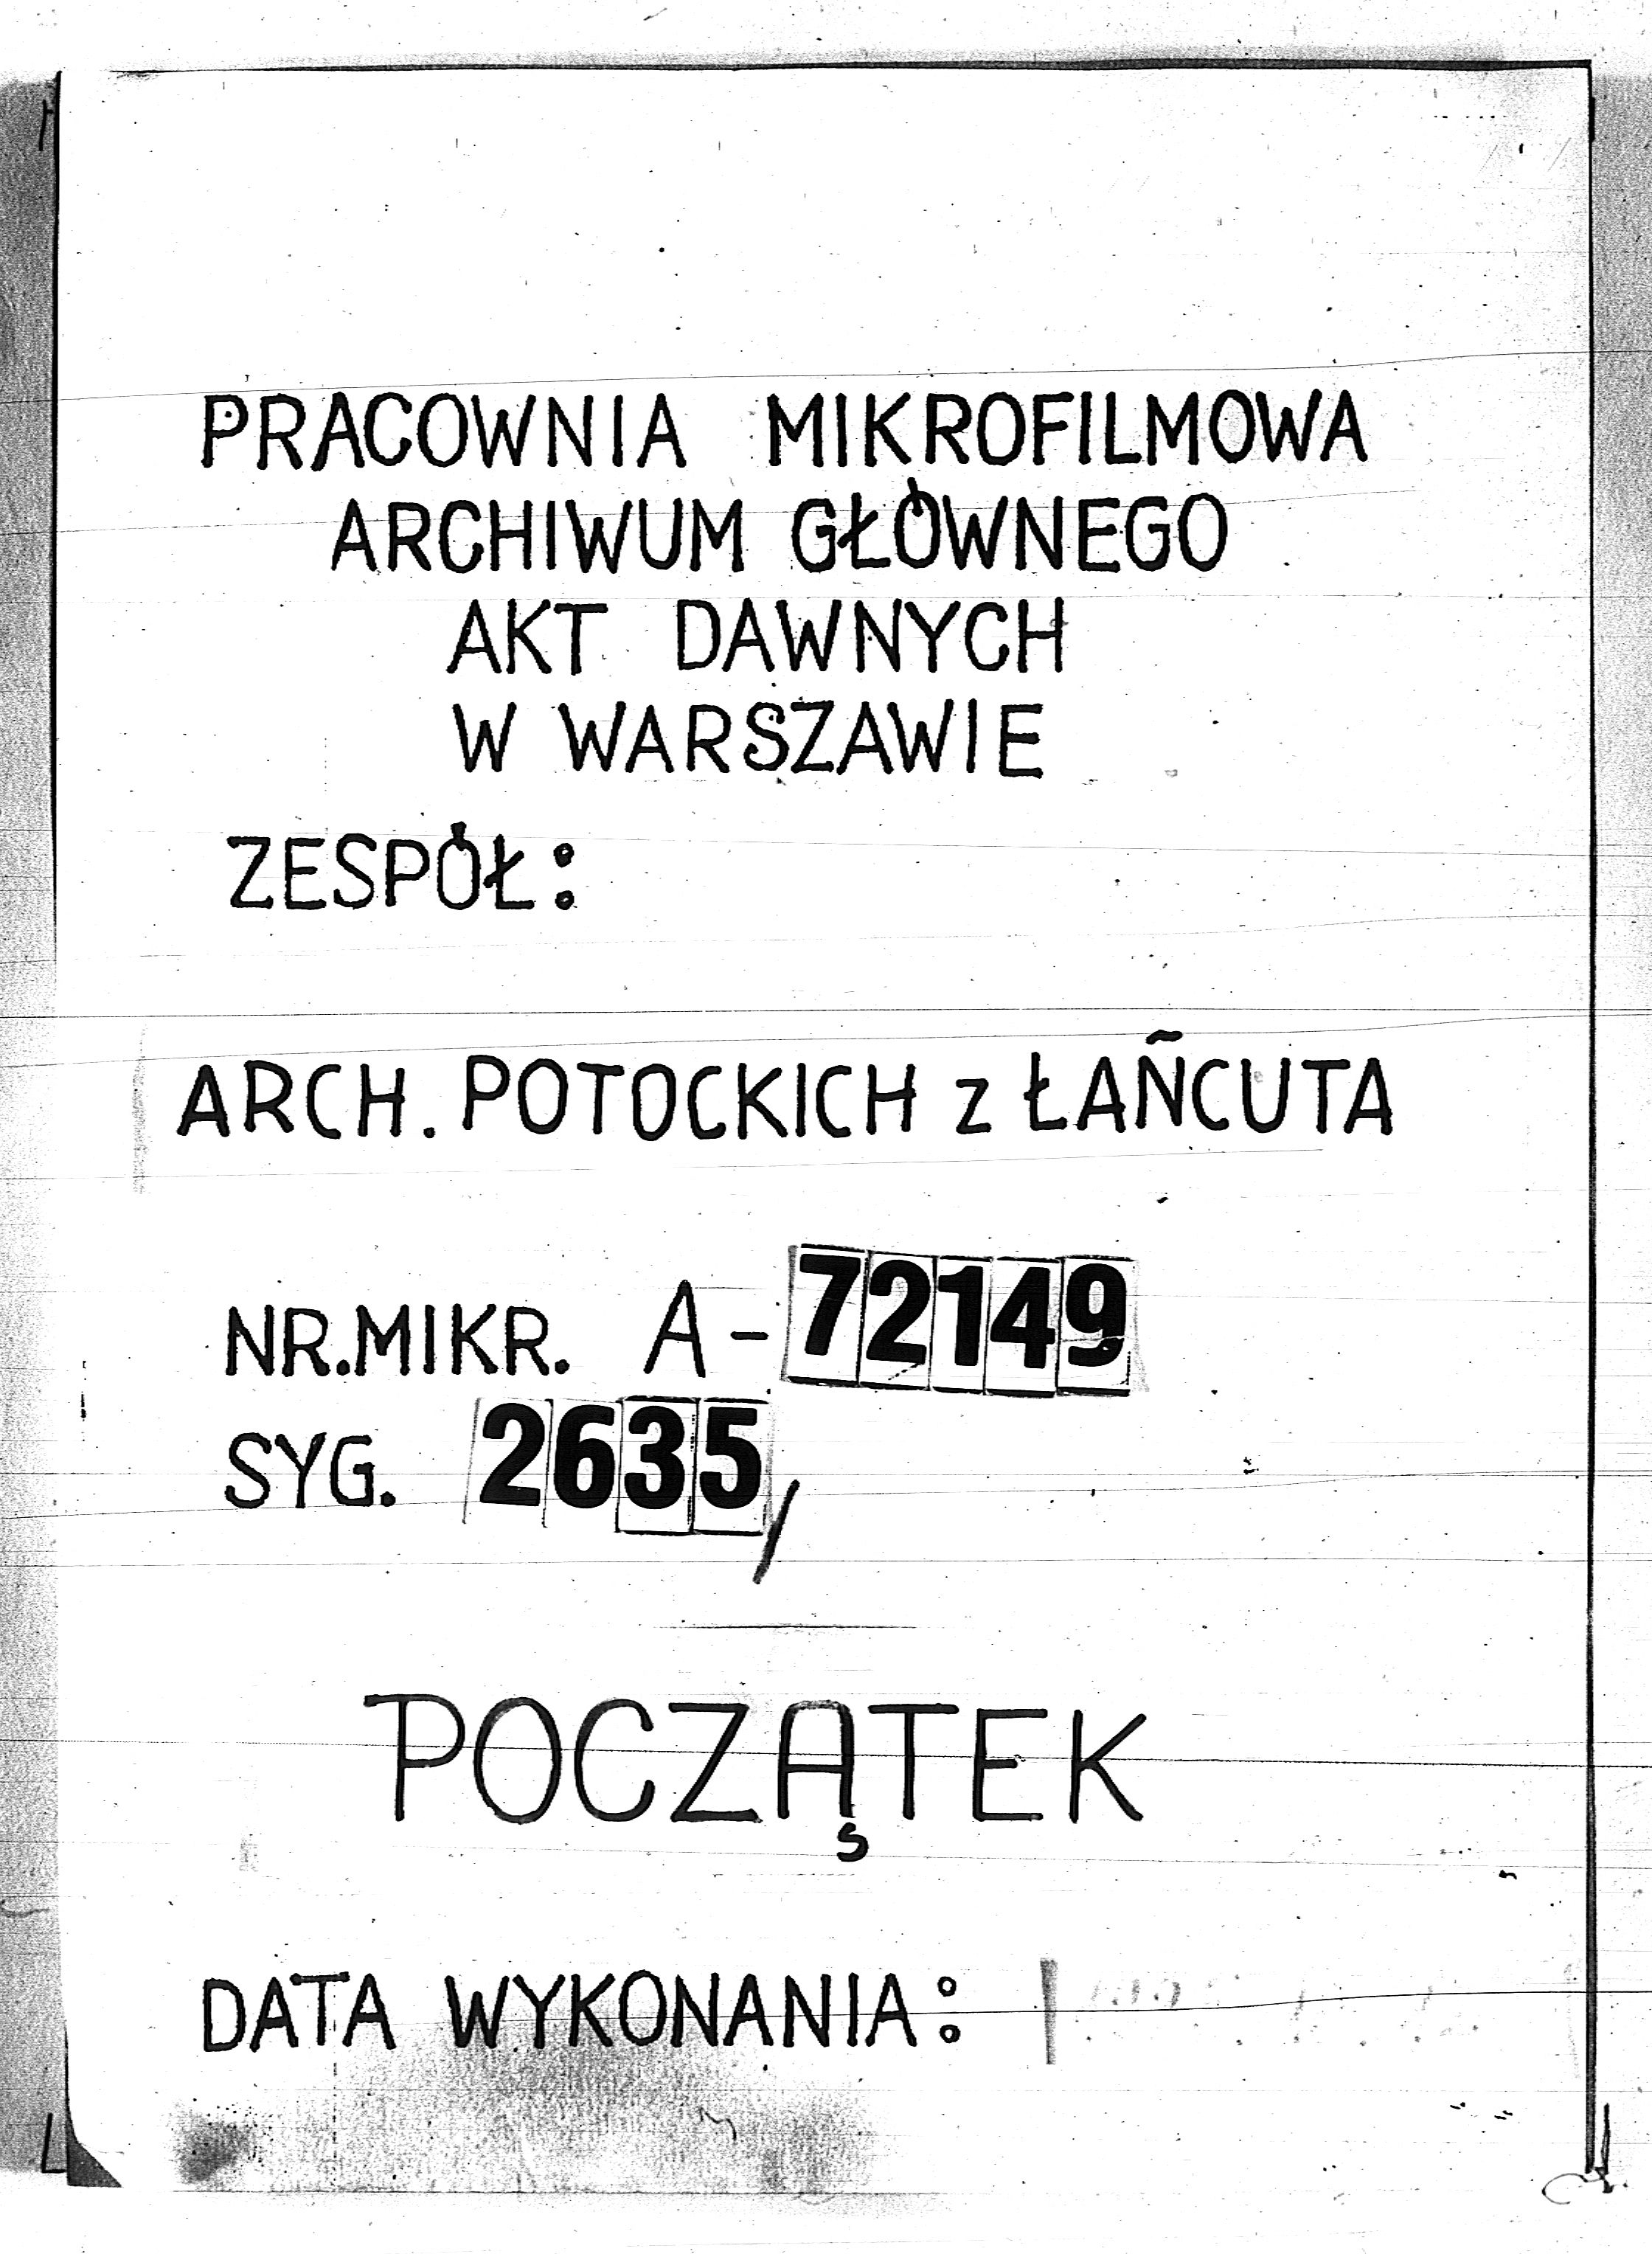 PRACOWNIA MIKROFILMOWA
ARCHIWUM GŁÓWNEGO
AKT DAWNYCH
W WARSZAWIE
ZESPÓŁ:
ARCH. POTOCKICH z ŁAŃCUTA
NR.MIKR. A-72149
SYG. 2635/
POCZĄTEK
DATA WYKONANIA: